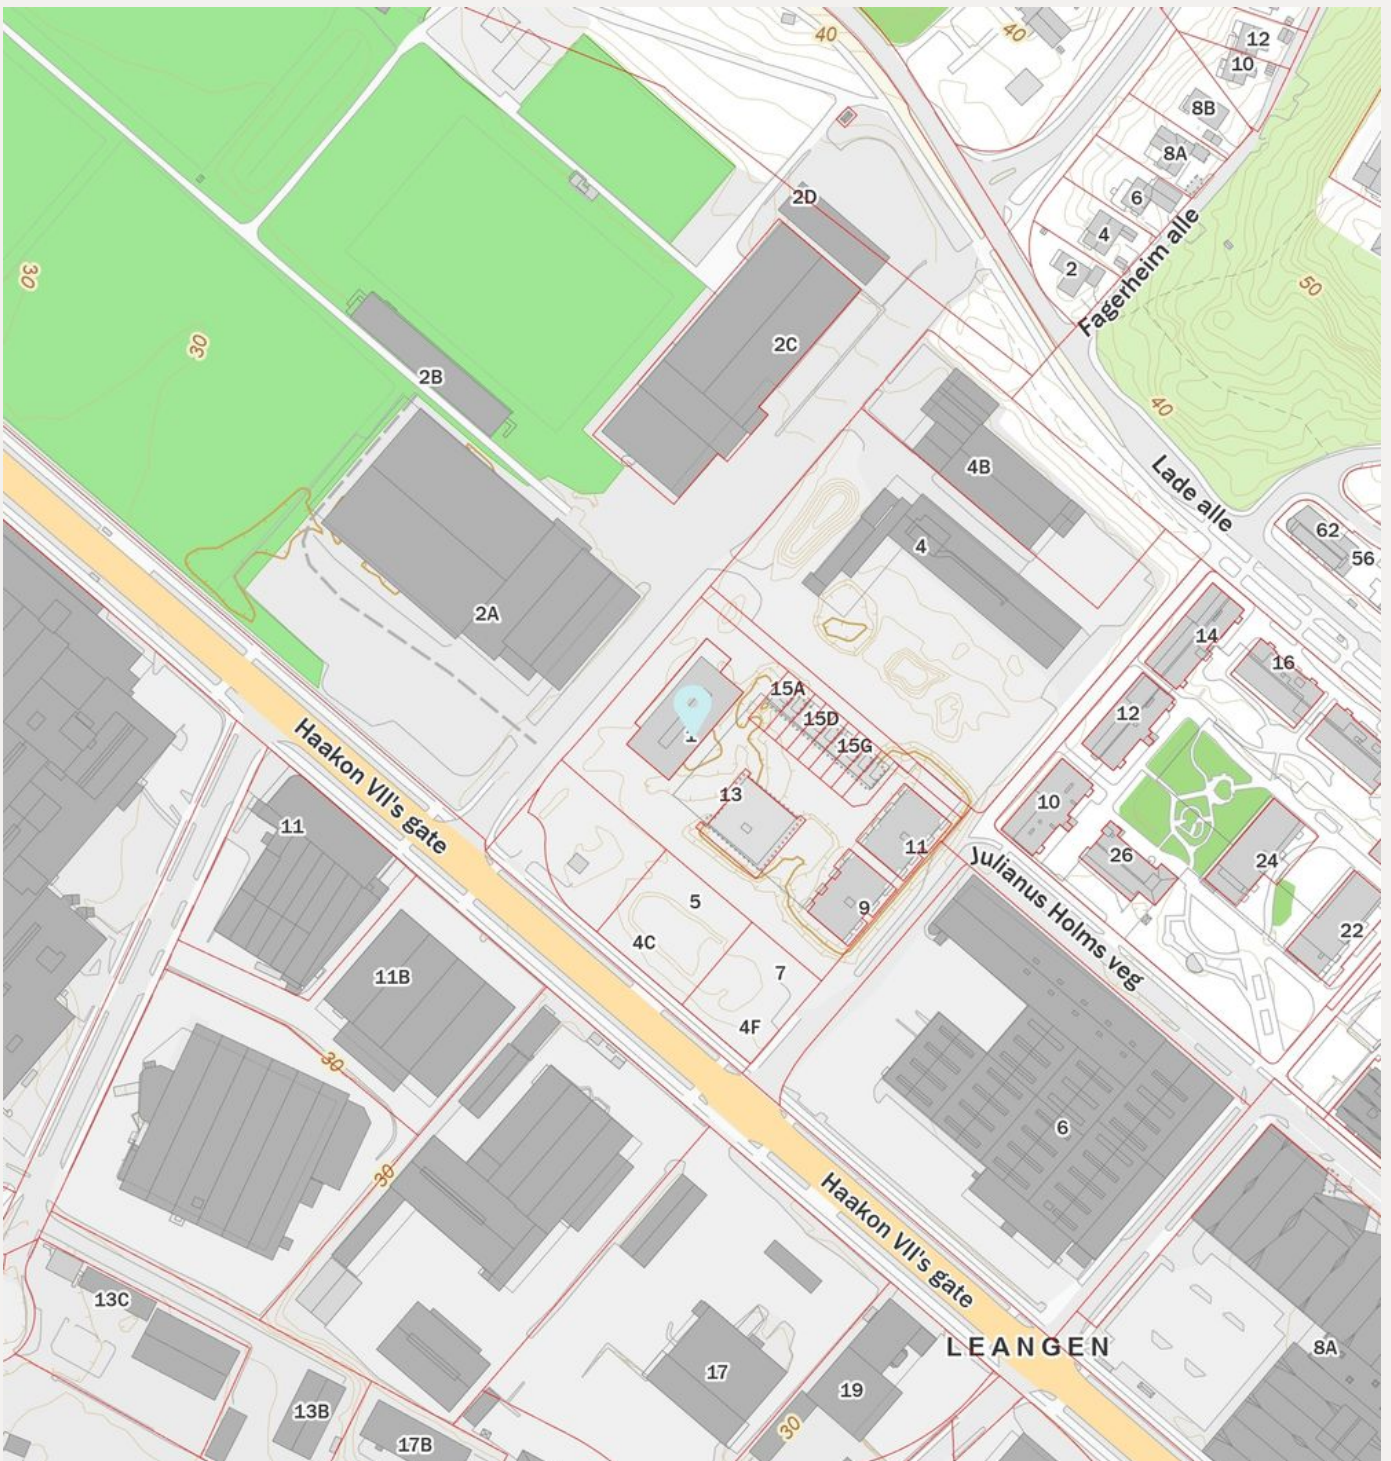 40
40
12
10
8B
8A
6
4
2
Fagerheim alle
2D
30
30
50
2C
2B
40
4B
Lade alle
62
56
4
2A
14
16
15A
12
15D
1
15G
Haakon VII's gate
13
10
11
11
Julianus Holms veg
26
24
5
9
22
4C
11B
7
4F
30
6
30
Haakon VII's gate
13C
LEANGEN
8A
17
19
13B
30
17B